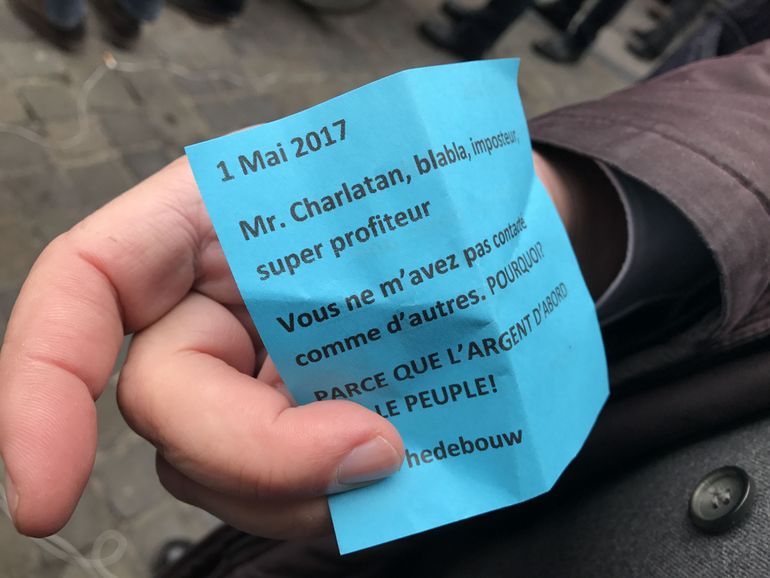 1 Mai 2017
Mr. Charlatan, blabla, imposteur,
super profiteur
Vous ne m'avez pas contacté
comme d'autres. POURQUOI?
PARCE QUE L'ARGENT D'ABORD
LE PEUPLE!
hedebouw